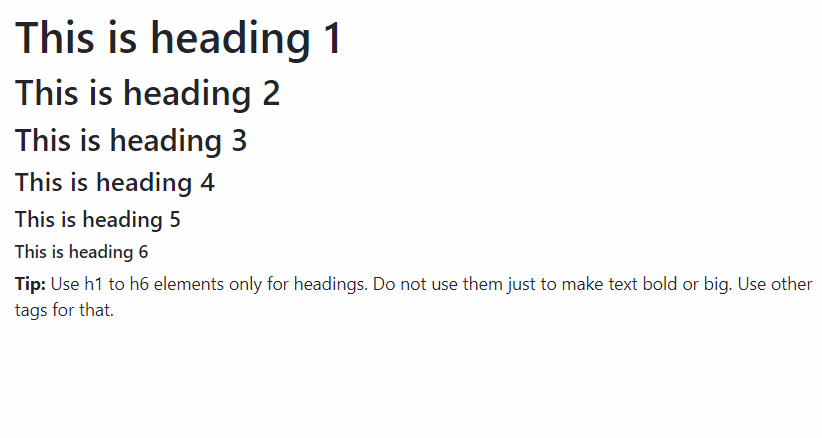 This is heading 1
This is heading 2
This is heading 3
This is heading 4
This is heading 5
This is heading 6
Tip: Use h1 to h6 elements only for headings. Do not use them just to make text bold or big. Use other
tags for that.